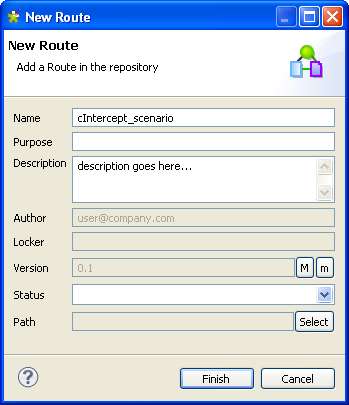 New Route
New Route
Add a Route in the repository
Name cIntercept_scenario
Purpose
Description description goes here...
Author user@company.com
Locker
Version 0.1 M m
Status
Path Select
? Finish Cancel